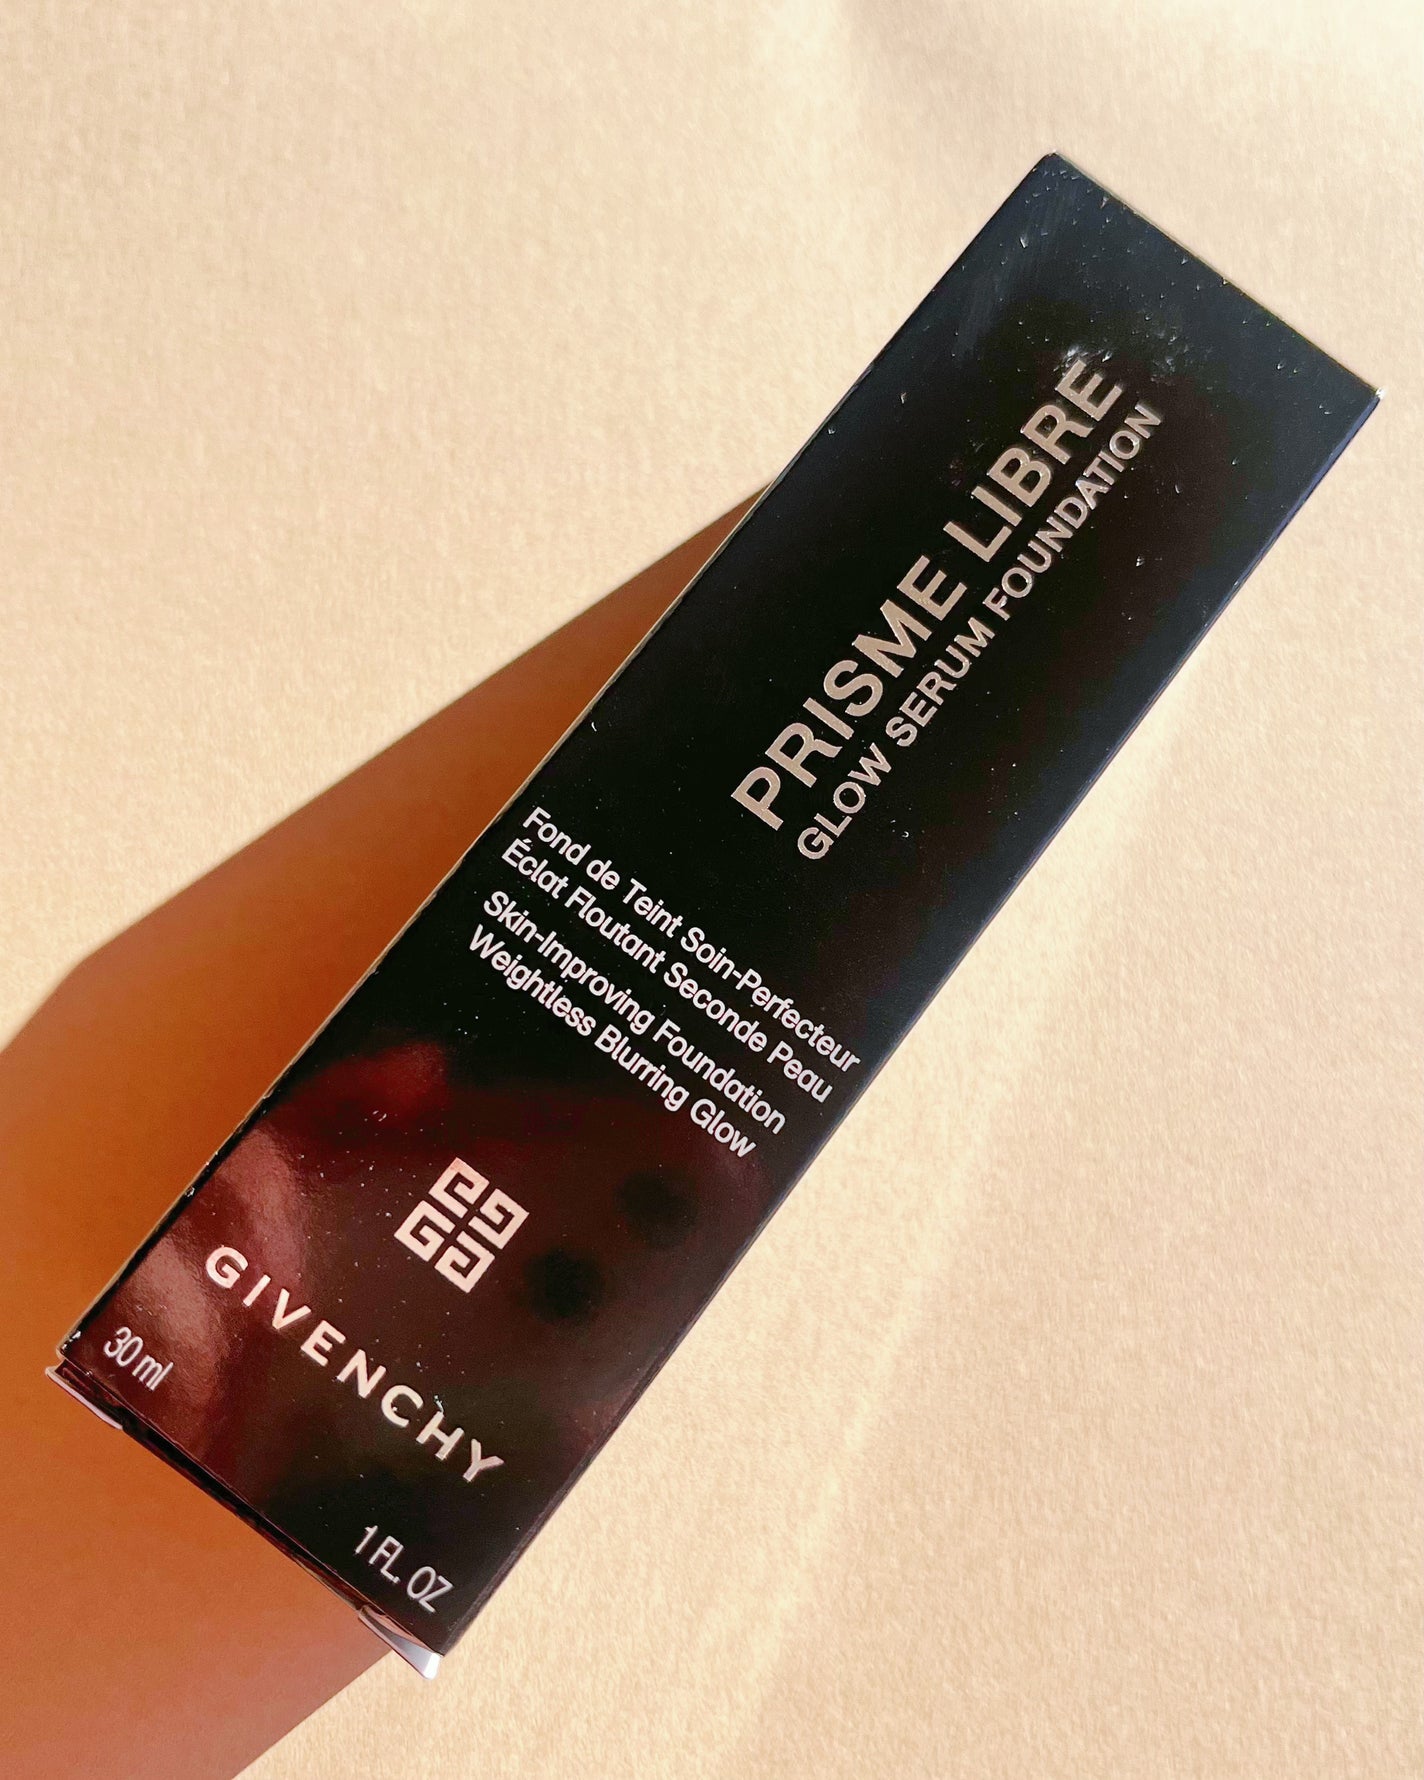 PRISME LIBRE
GLOW SERUM FOUNDATION
Fond de Teint Soin-Perfecteur
Éclat Floutant Seconde Peau
Skin-Improving Foundation
Weightless Blurring Glow
GIVENCHY
30 ml
1 FL. OZ